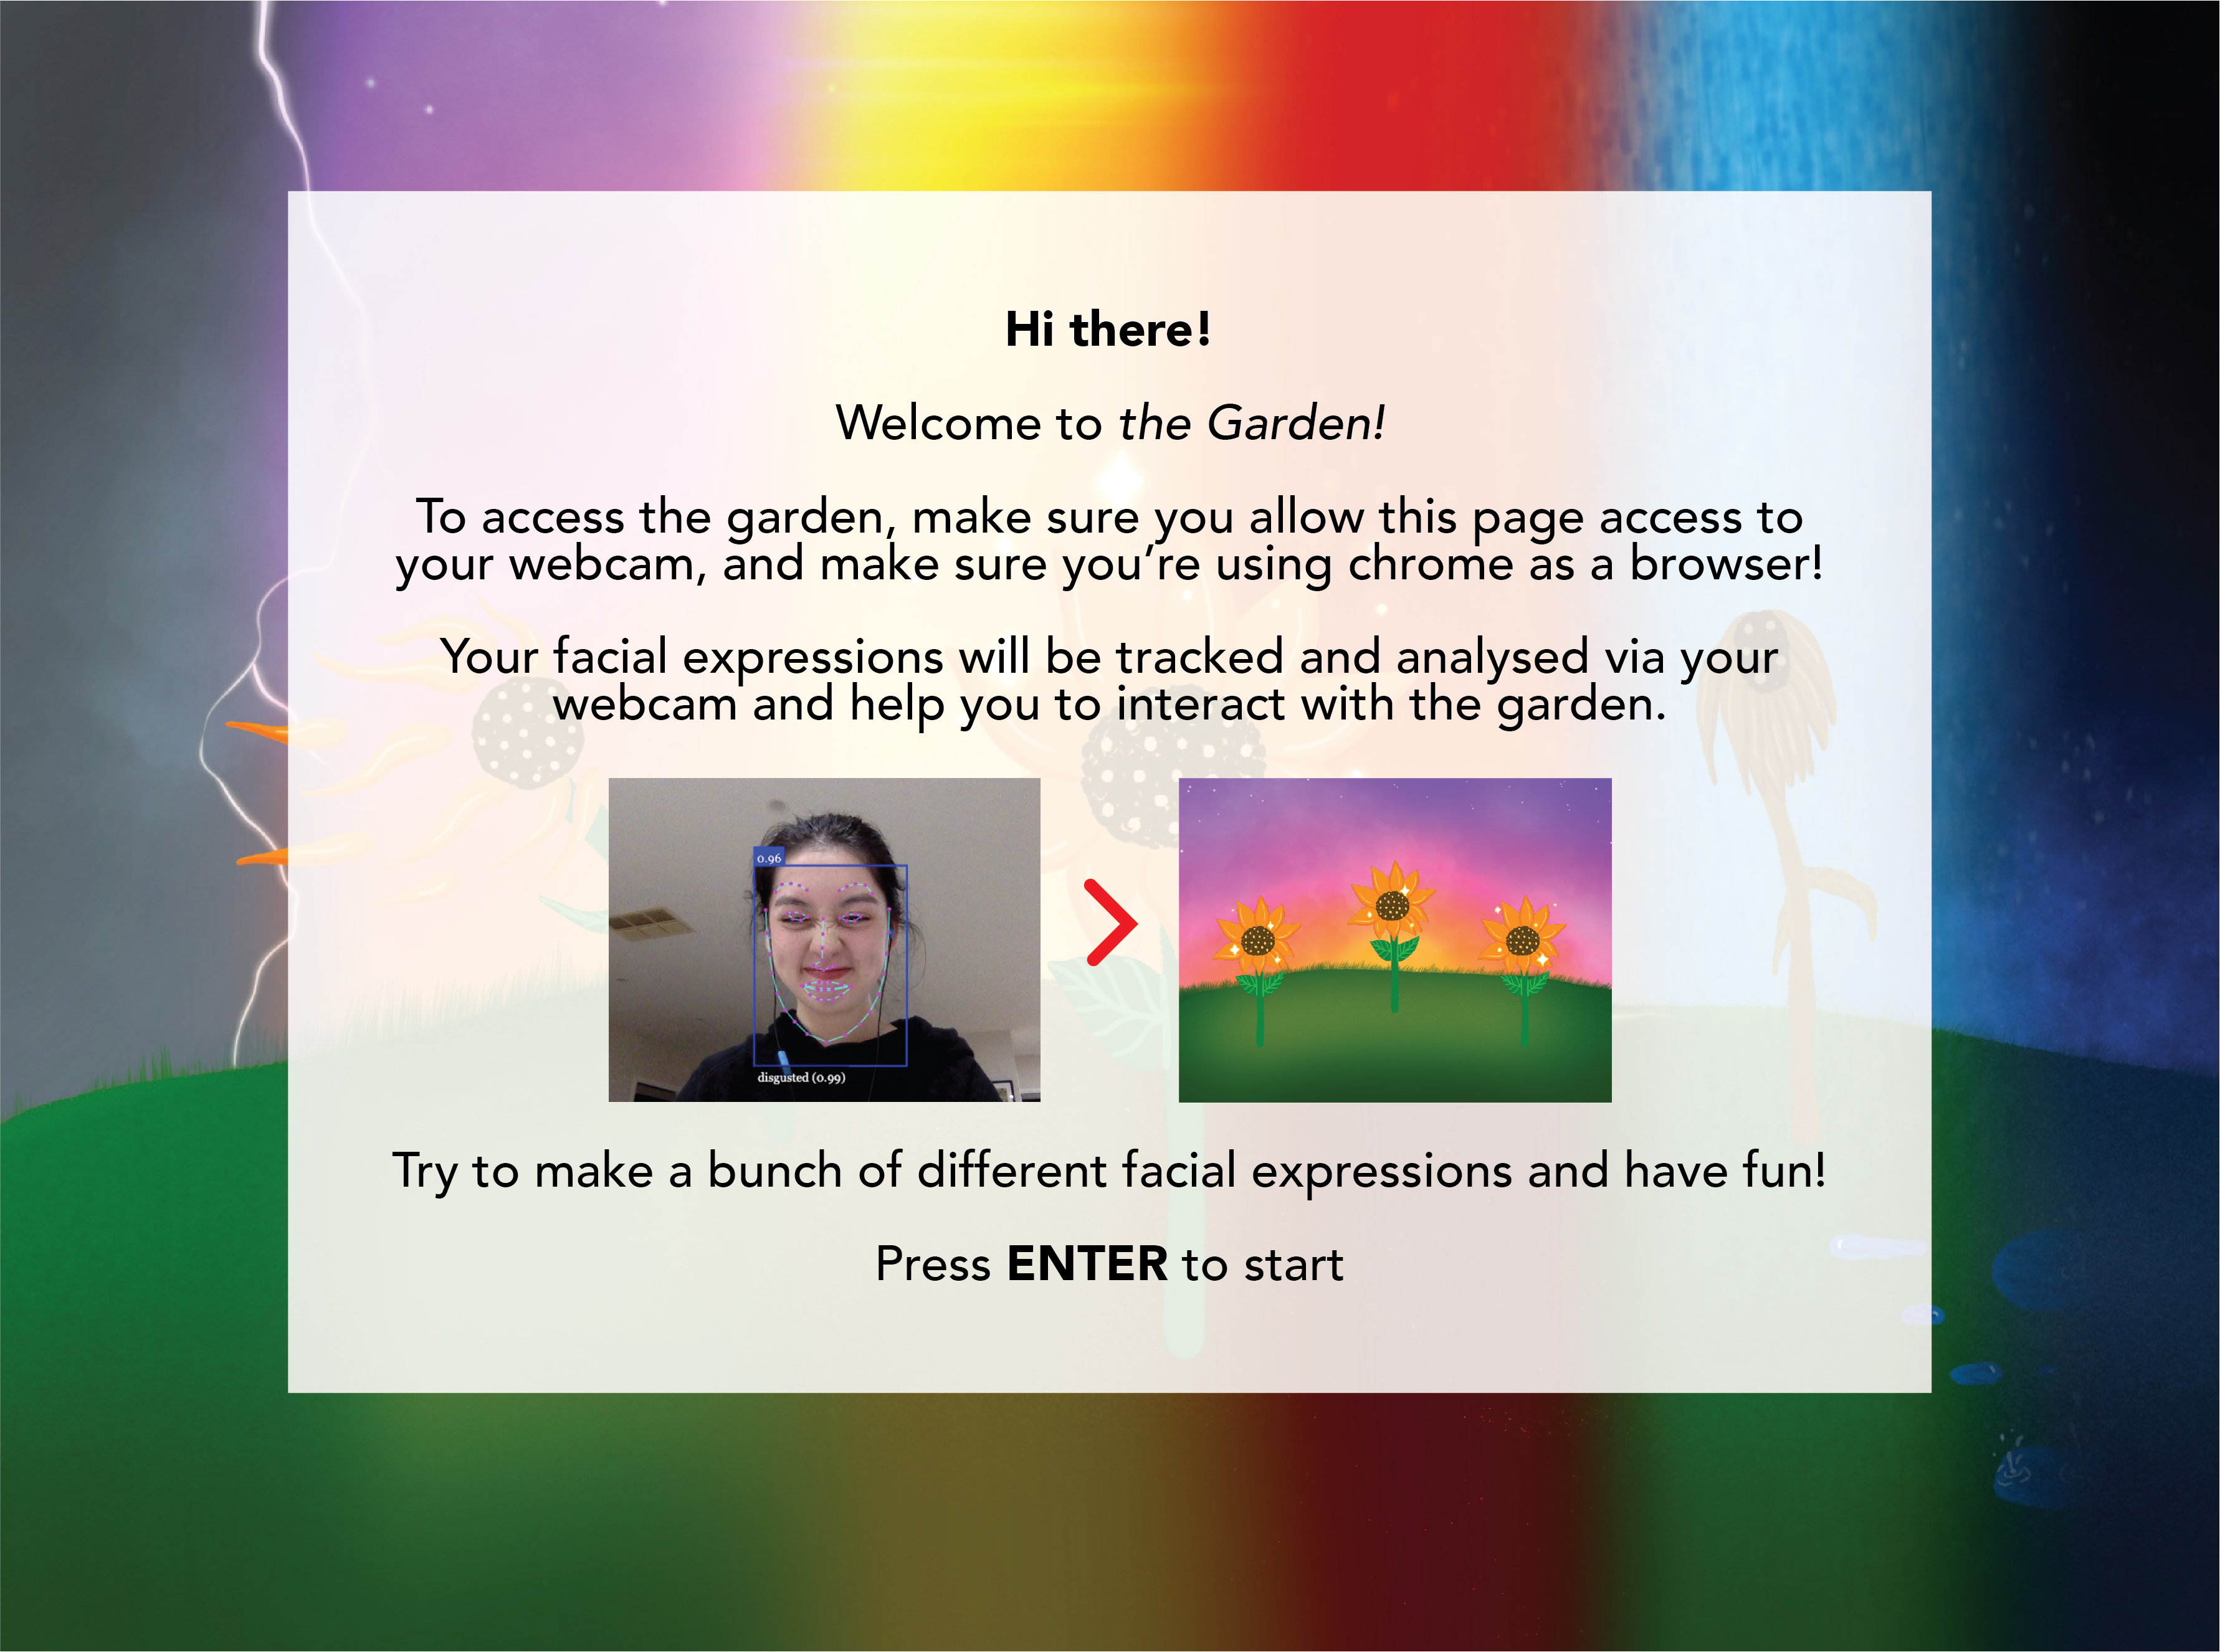 Hi there!
Welcome to the Garden!
To access the garden, make sure you allow this page access to
your webcam, and make sure you’re using chrome as a browser!
Your facial expressions will be tracked and analysed via your
webcam and help you to interact with the garden.
0.96
disgusted (0.99)
Try to make a bunch of different facial expressions and have fun!
Press ENTER to start